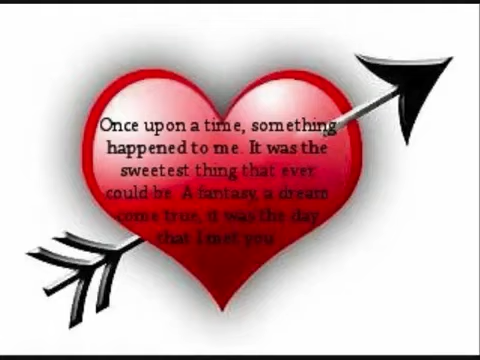 Once upon a time, something
happened to me. It was the
sweetest thing that ever
could be. A fantasy, a dream
come true, it was the day
that I met you